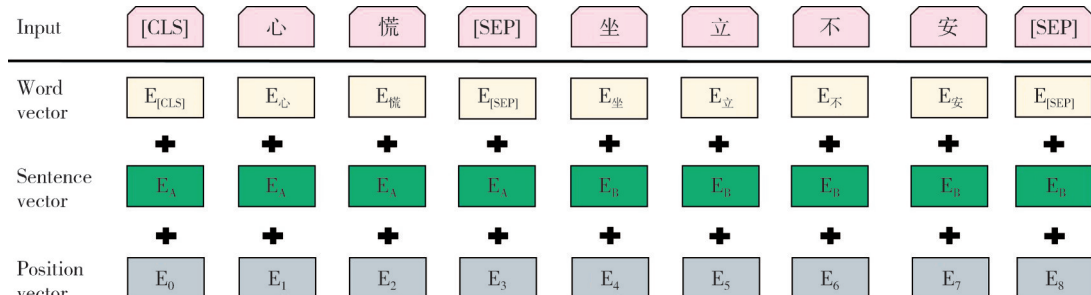 Input [CLS] 心 慌 [SEP] 坐 立 不 安 [SEP]
Word vector E[CLS] E心 E慌 E[SEP] E坐 E立 E不 E安 E[SEP]
+ + + + + + + + +
Sentence vector EA EA EA EA EB EB EB EB EB
+ + + + + + + + +
Position vector E0 E1 E2 E3 E4 E5 E6 E7 E8